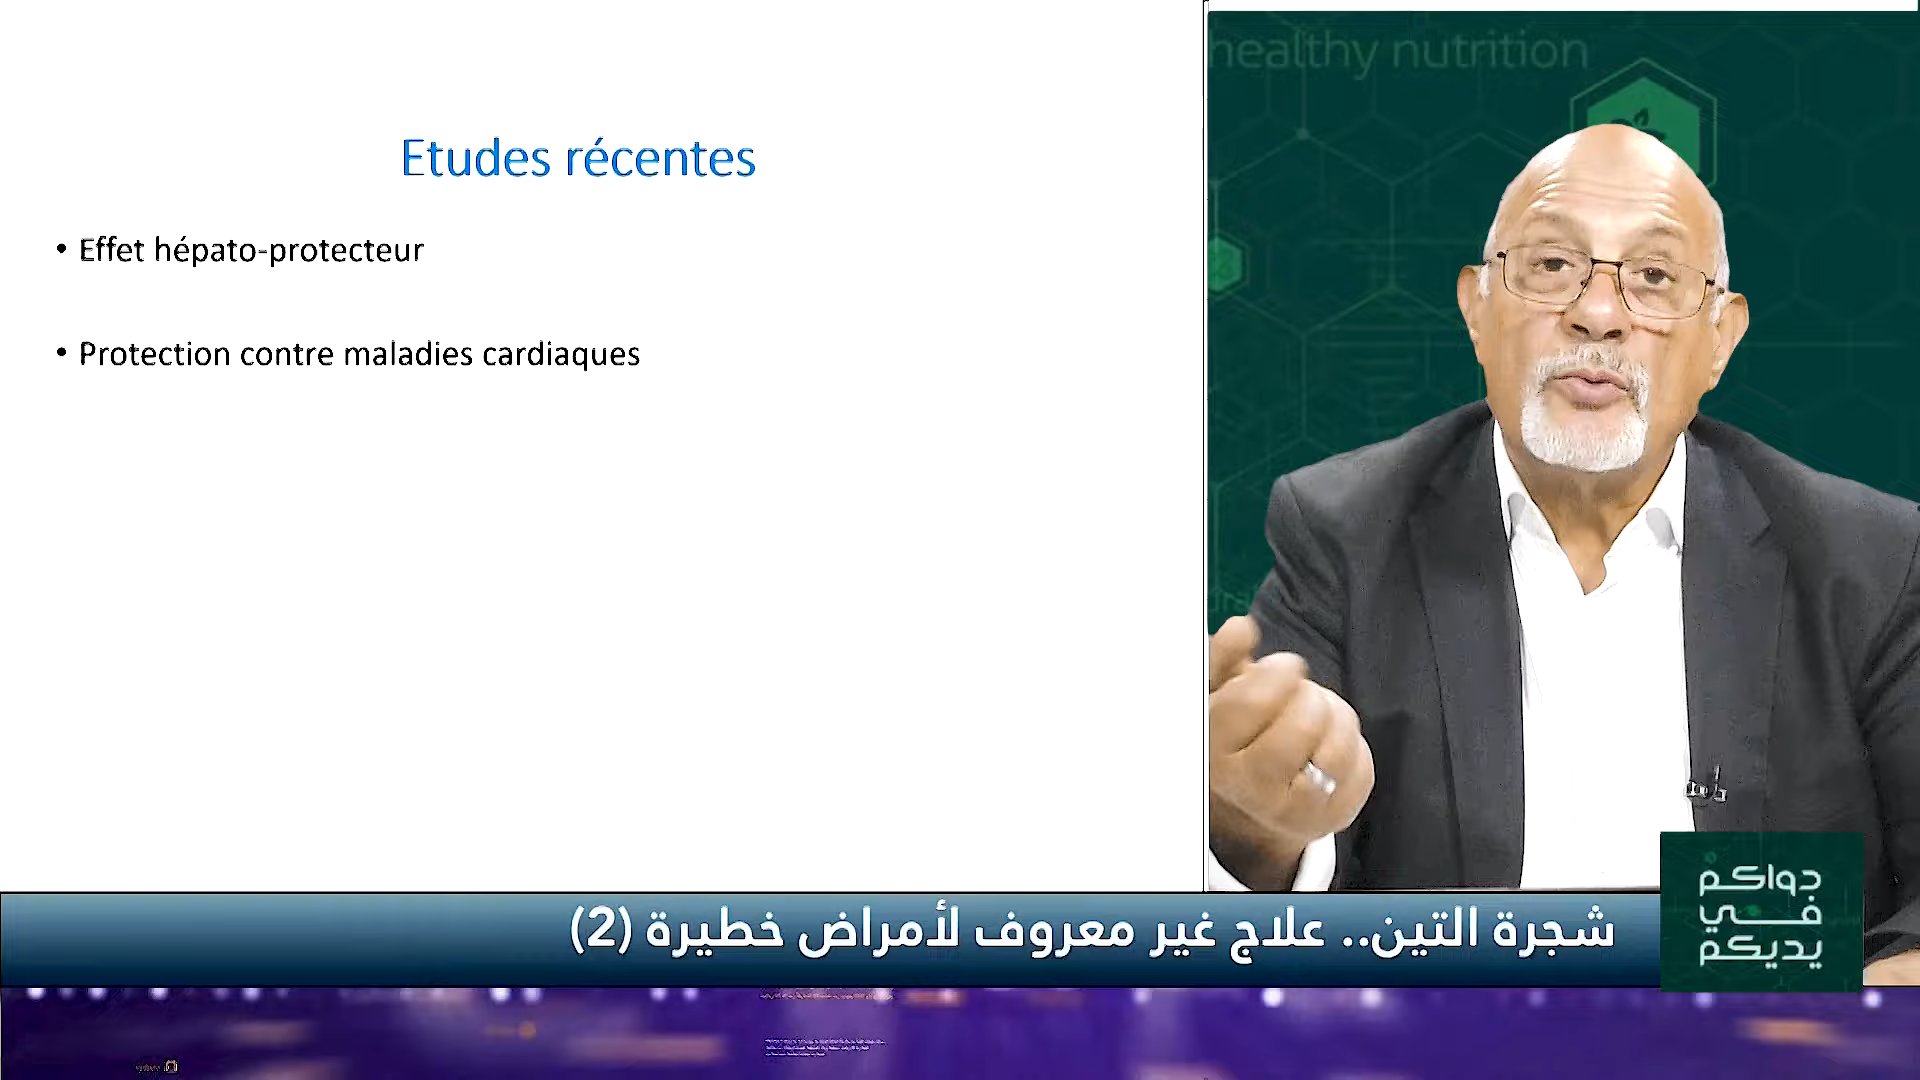 healthy nutrition
Etudes récentes
• Effet hépato-protecteur
• Protection contre maladies cardiaques
شجرة التين.. علاج غير معروف لأمراض خطيرة (2)
دواكم
في
يديكم